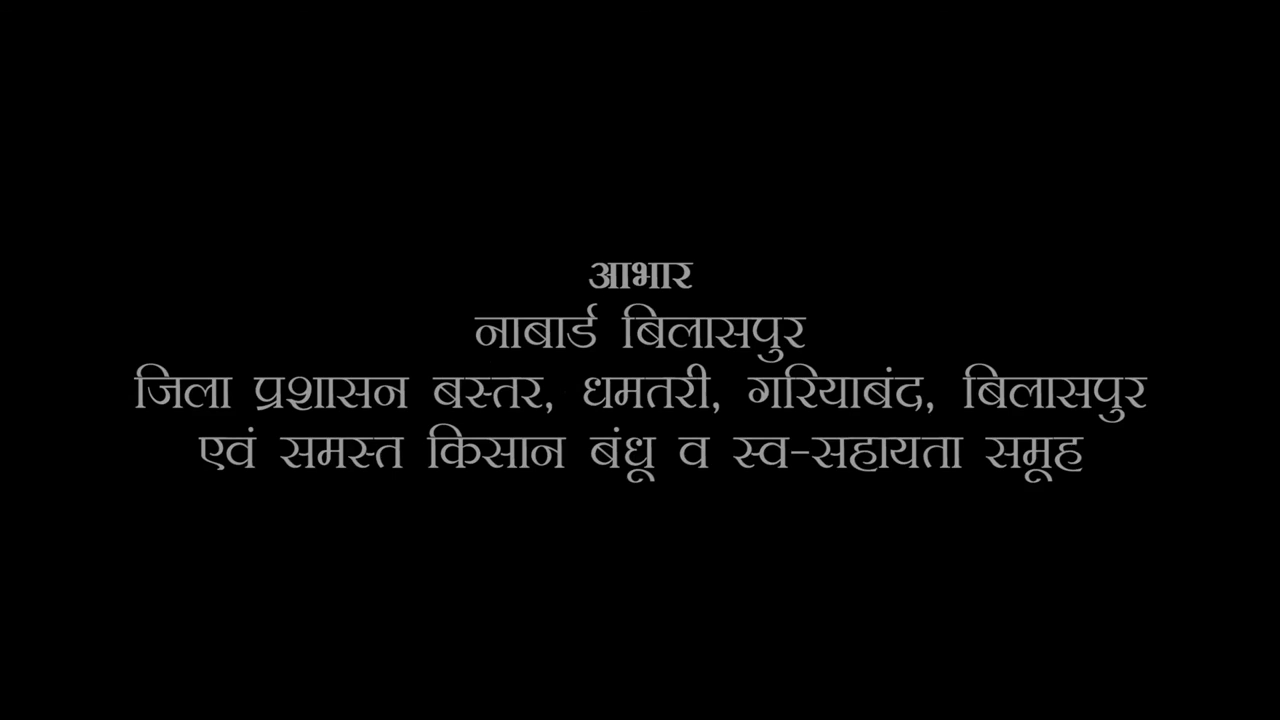 आभार
नाबार्ड बिलासपुर
जिला प्रशासन बस्तर, धमतरी, गरियाबंद, बिलासपुर
एवं समस्त किसान बंधू व स्व-सहायता समूह